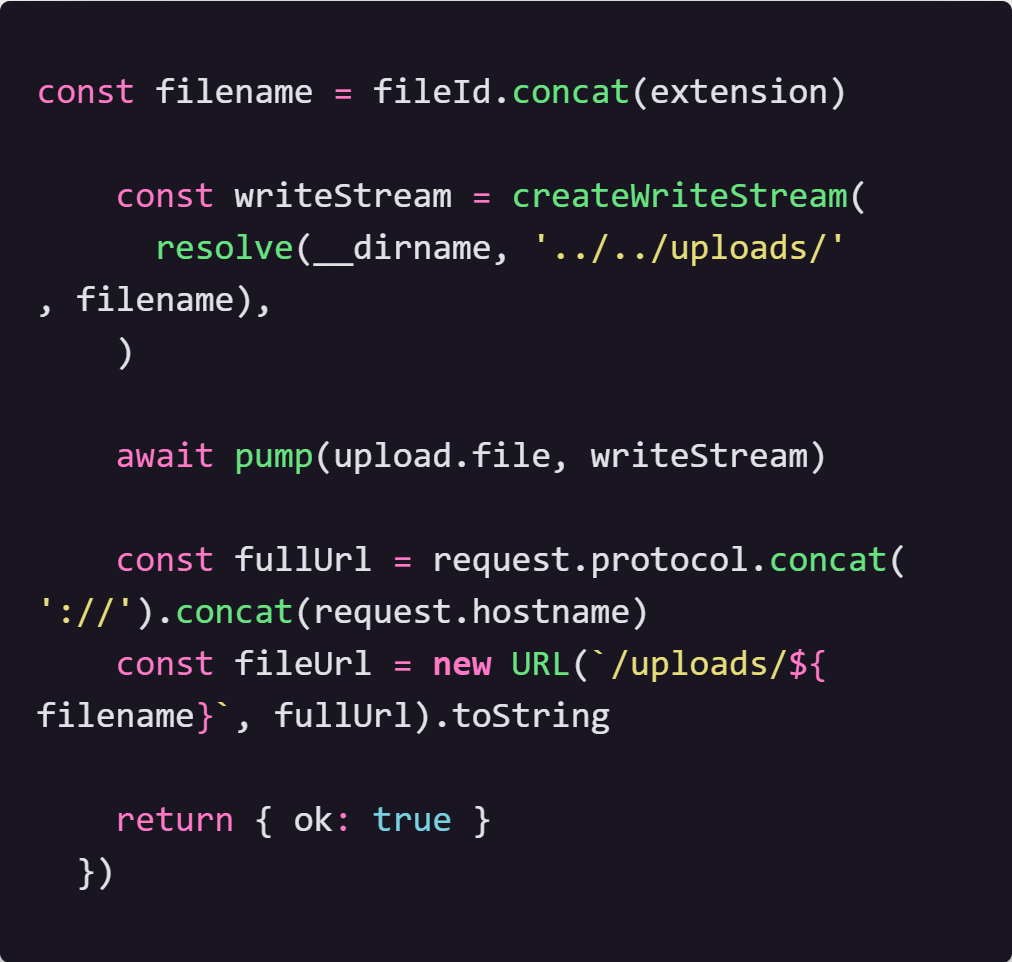 const filename = fileId.concat(extension)
const writeStream = createWriteStream(
resolve(__dirname, '../../uploads/'
, filename),
)
await pump(upload.file, writeStream)
const fullUrl = request.protocol.concat(
'://').concat(request.hostname)
const fileUrl = new URL(`/uploads/${
filename}`, fullUrl).toString
return { ok: true }
})